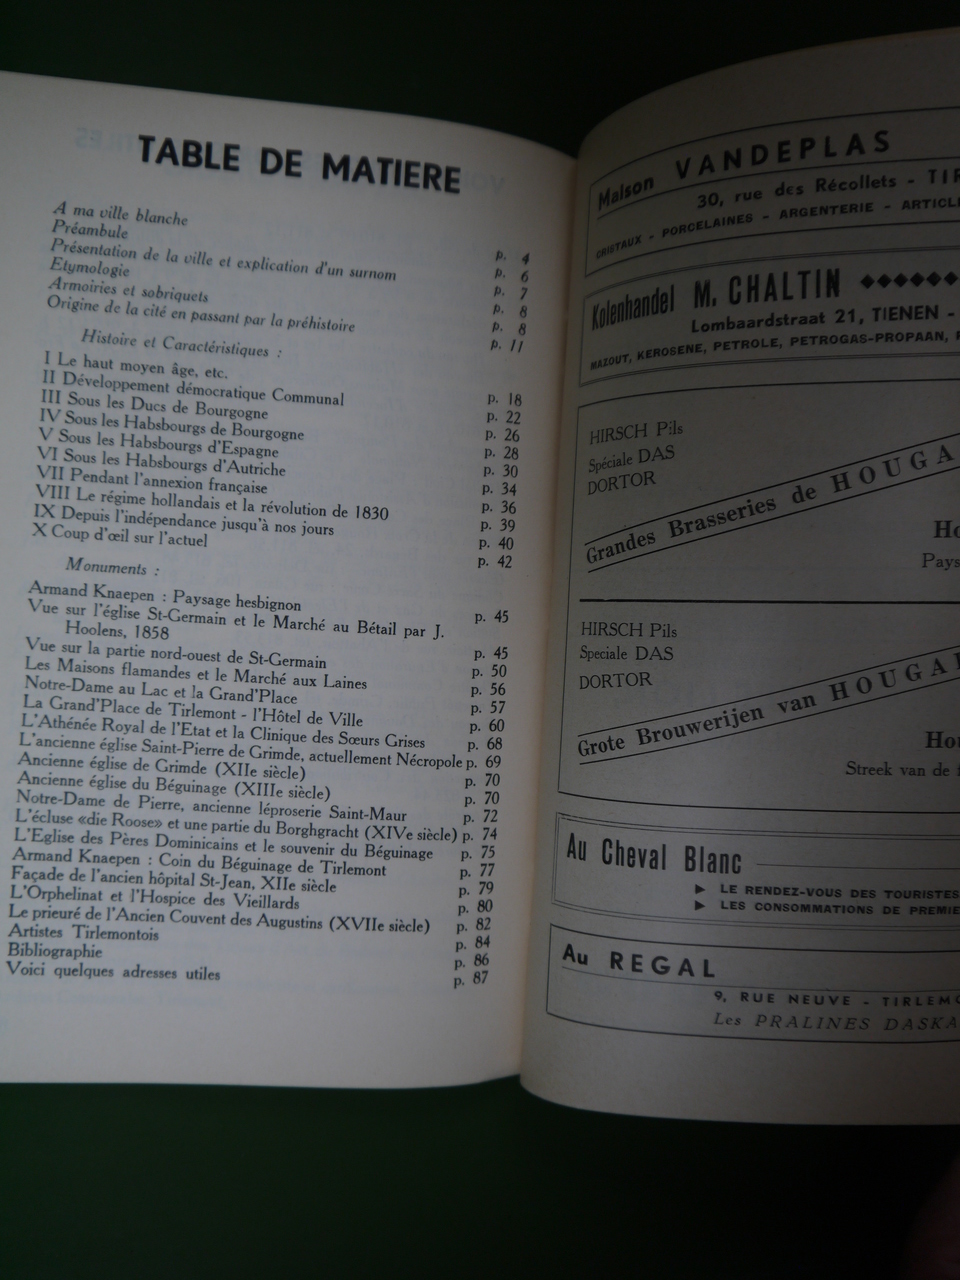 TABLE DE MATIERE
A ma ville blanche p. 4
Préambule p. 6
Présentation de la ville et explication d'un surnom p. 7
Etymologie p. 8
Armoiries et sobriquets p. 8
Origine de la cité en passant par la préhistoire p. 11
Histoire et Caractéristiques :
I Le haut moyen âge, etc. p. 18
II Développement démocratique Communal p. 22
III Sous les Ducs de Bourgogne p. 26
IV Sous les Habsbourgs de Bourgogne p. 28
V Sous les Habsbourgs d'Espagne p. 30
VI Sous les Habsbourgs d'Autriche p. 34
VII Pendant l'annexion française p. 36
VIII Le régime hollandais et la révolution de 1830 p. 39
IX Depuis l'indépendance jusqu'à nos jours p. 40
X Coup d'œil sur l'actuel p. 42
Monuments :
Armand Knaepen : Paysage hesbignon p. 45
Vue sur l'église St-Germain et le Marché au Bétail par J.
Hoolens, 1858 p. 45
Vue sur la partie nord-ouest de St-Germain p. 50
Les Maisons flamandes et le Marché aux Laines p. 56
Notre-Dame au Lac et la Grand'Place p. 57
La Grand'Place de Tirlemont - l'Hôtel de Ville p. 60
L'Athénée Royal de l'Etat et la Clinique des Sœurs Grises p. 68
L'ancienne église Saint-Pierre de Grimde, actuellement Nécropole p. 69
Ancienne église de Grimde (XIIe siècle) p. 70
Ancienne église du Béguinage (XIIIe siècle) p. 70
Notre-Dame de Pierre, ancienne léproserie Saint-Maur p. 72
L'écluse «die Roose» et une partie du Borghgracht (XIVe siècle) p. 74
L'Eglise des Pères Dominicains et le souvenir du Béguinage p. 75
Armand Knaepen : Coin du Béguinage de Tirlemont p. 77
Façade de l'ancien hôpital St-Jean, XIIe siècle p. 79
L'Orphelinat et l'Hospice des Vieillards p. 80
Le prieuré de l'Ancien Couvent des Augustins (XVIIe siècle) p. 82
Artistes Tirlemontois p. 84
Bibliographie p. 86
Voici quelques adresses utiles p. 87
Maison VANDEPLAS
30, rue des Récollets - TIR
CRISTAUX - PORCELAINES - ARGENTERIE - ARTICL
Kolenhandel M. CHALTIN
Lombaardstraat 21, TIENEN -
MAZOUT, KEROSENE, PETROLE, PETROGAS-PROPAAN,
HIRSCH Pils
Spéciale DAS
DORTOR
Grandes Brasseries de HOUGA
Ho
Pays
HIRSCH Pils
Speciale DAS
DORTOR
Grote Brouwerijen van HOUGA
Ho
Streek van de
Au Cheval Blanc
▶ LE RENDEZ-VOUS DES TOURISTES
▶ LES CONSOMMATIONS DE PREMIE
Au REGAL
9, RUE NEUVE - TIRLEMO
Les PRALINES DASKA